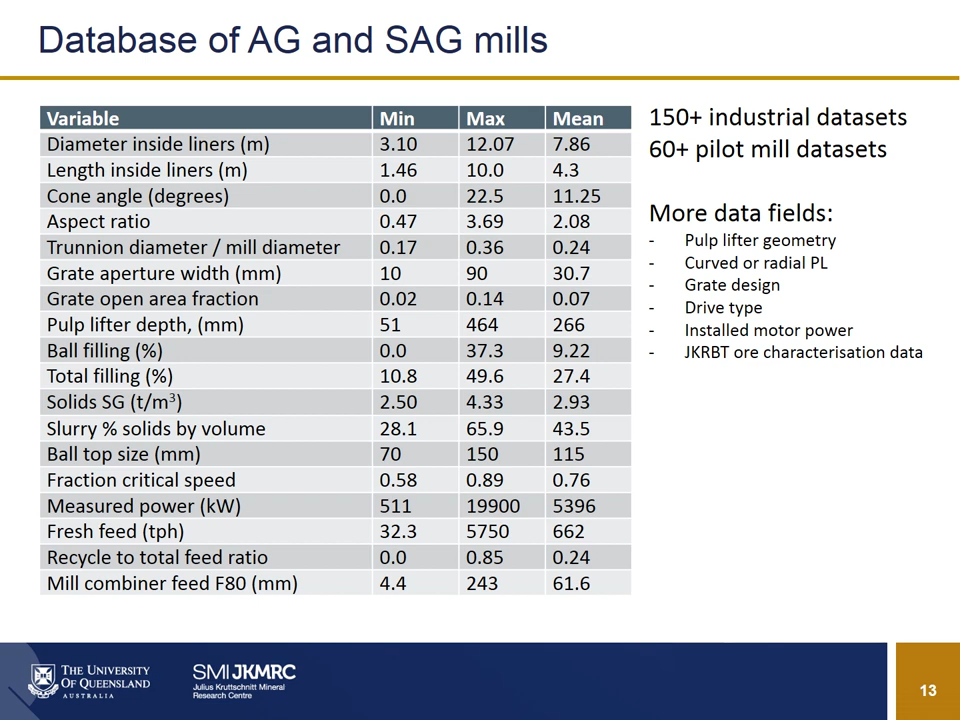 Database of AG and SAG mills
Variable Min Max Mean
Diameter inside liners (m) 3.10 12.07 7.86
Length inside liners (m) 1.46 10.0 4.3
Cone angle (degrees) 0.0 22.5 11.25
Aspect ratio 0.47 3.69 2.08
Trunnion diameter / mill diameter 0.17 0.36 0.24
Grate aperture width (mm) 10 90 30.7
Grate open area fraction 0.02 0.14 0.07
Pulp lifter depth, (mm) 51 464 266
Ball filling (%) 0.0 37.3 9.22
Total filling (%) 10.8 49.6 27.4
Solids SG (t/m³) 2.50 4.33 2.93
Slurry % solids by volume 28.1 65.9 43.5
Ball top size (mm) 70 150 115
Fraction critical speed 0.58 0.89 0.76
Measured power (kW) 511 19900 5396
Fresh feed (tph) 32.3 5750 662
Recycle to total feed ratio 0.0 0.85 0.24
Mill combiner feed F80 (mm) 4.4 243 61.6
150+ industrial datasets
60+ pilot mill datasets
More data fields:
- Pulp lifter geometry
- Curved or radial PL
- Grate design
- Drive type
- Installed motor power
- JKRBT ore characterisation data
THE UNIVERSITY
OF QUEENSLAND
AUSTRALIA
SMI JKMRC
Julius Kruttschnitt Mineral
Research Centre
13